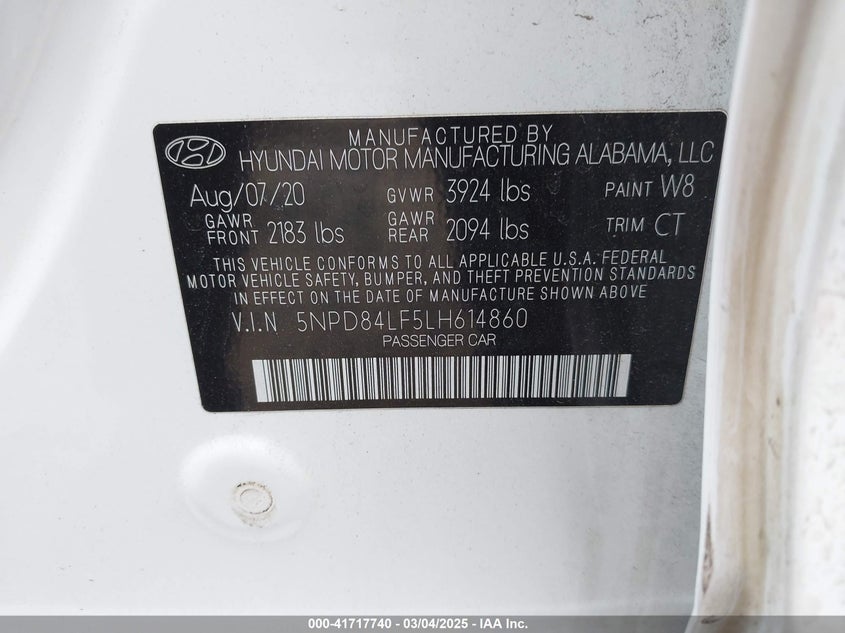 MANUFACTURED BY
HYUNDAI MOTOR MANUFACTURING ALABAMA, LLC
Aug/07/20 GVWR 3924 lbs PAINT W8
GAWR FRONT 2183 lbs GAWR REAR 2094 lbs TRIM CT
THIS VEHICLE CONFORMS TO ALL APPLICABLE U.S.A. FEDERAL
MOTOR VEHICLE SAFETY, BUMPER, AND THEFT PREVENTION STANDARDS
IN EFFECT ON THE DATE OF MANUFACTURE SHOWN ABOVE
V.I.N 5NPD84LF5LH614860
PASSENGER CAR
000-41717740 - 03/04/2025 - IAA Inc.